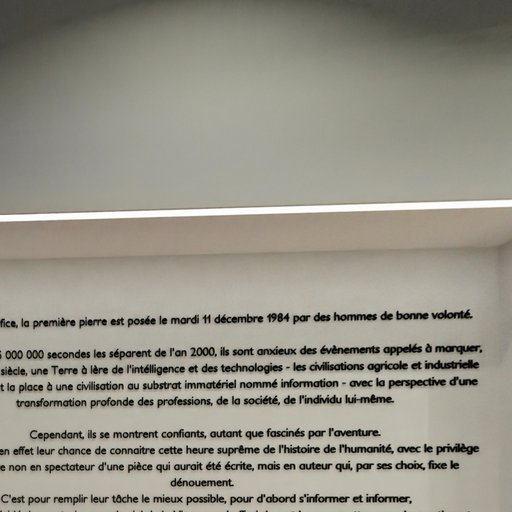 fice, la première pierre est posée le mardi 11 décembre 1984 par des hommes de bonne volonté.
000 000 secondes les séparent de l'an 2000, ils sont anxieux des évènements appelés à marquer,
siècle, une Terre à lère de l'intélligence et des technologies - les civilisations agricole et industrielle
t la place à une civilisation au substrat immatériel nommé information - avec la perspective d'une
transformation profonde des professions, de la société, de l'individu lui-même.
Cependant, ils se montrent confiants, autant que fascinés par l'aventure.
en effet leur chance de connaitre cette heure suprême de l'histoire de l'humanité, avec le privilège
e non en spectateur d'une pièce qui aurait été écrite, mais en auteur qui, par ses choix, fixe le
dénouement.
C'est pour remplir leur tâche le mieux possible, pour d'abord s'informer et informer,